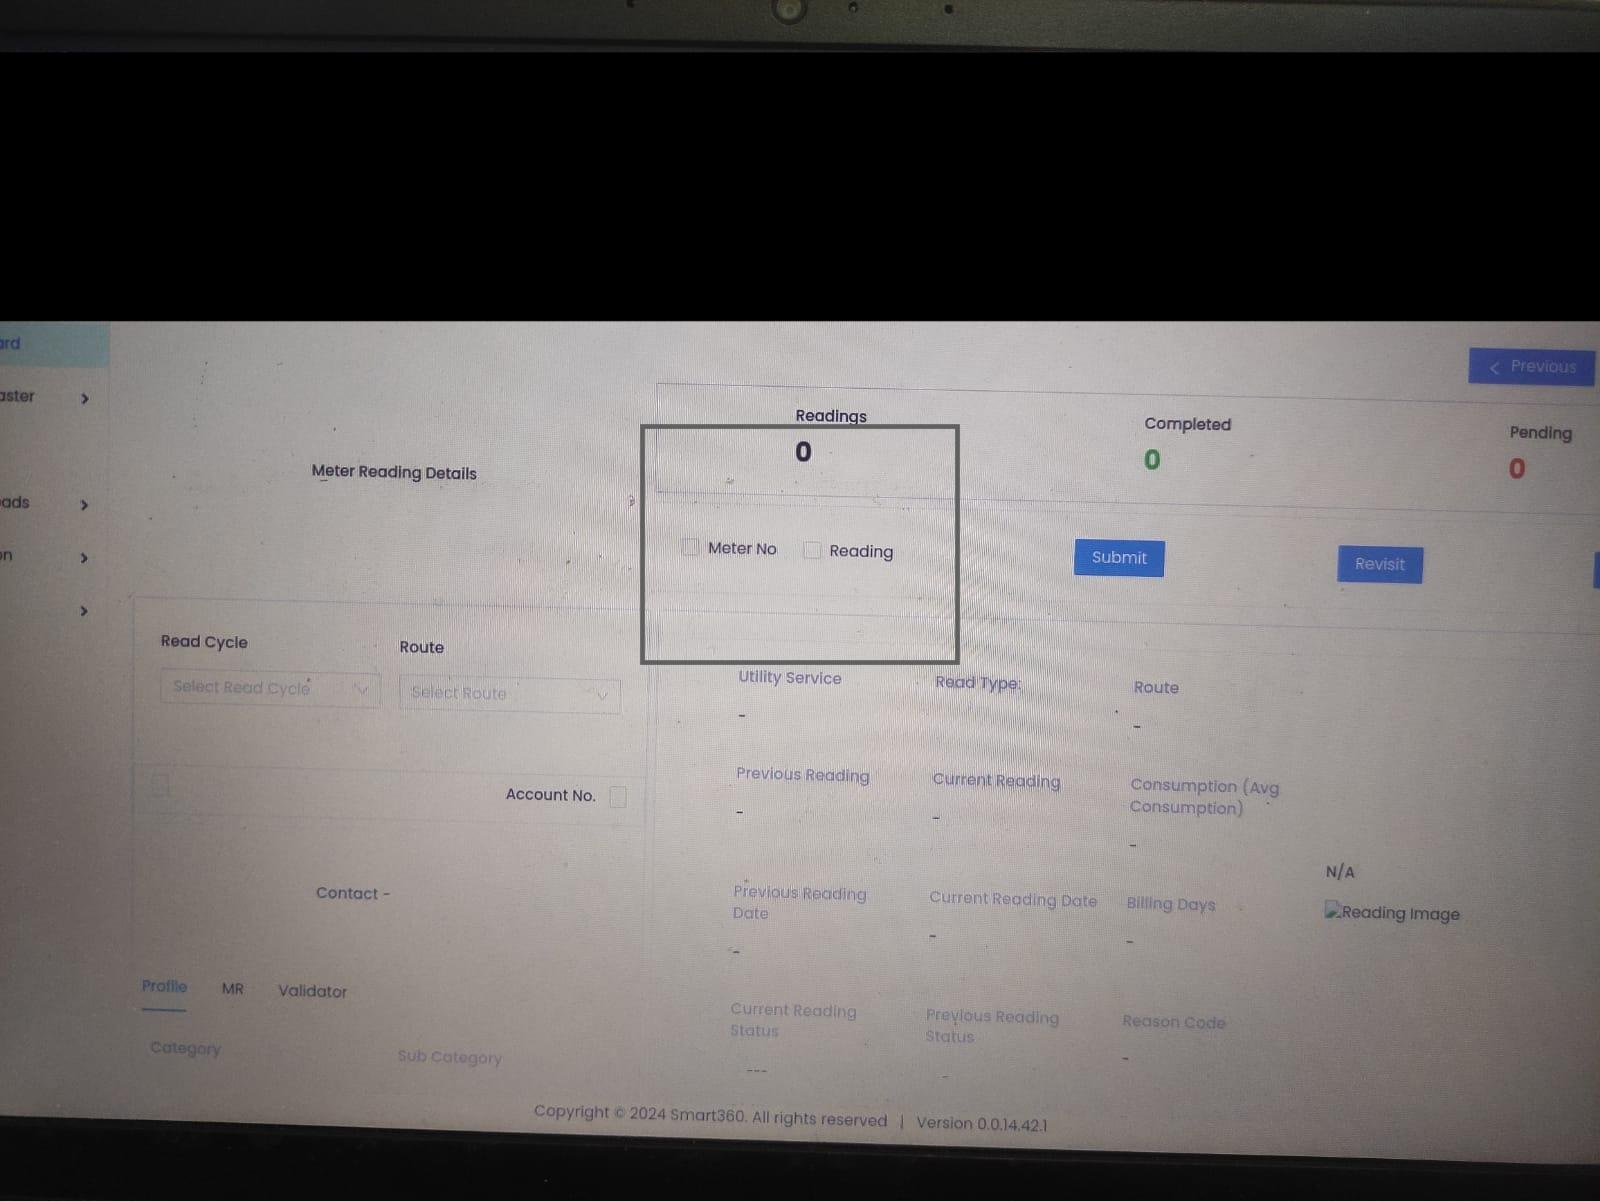 Previous
Readings
0
Completed
0
Pending
0
Meter Reading Details
Meter No
Reading
Submit
Revisit
Read Cycle
Select Read Cycle
Route
Select Route
Account No.
Contact -
Profile
MR
Validator
Category
Sub Category
Utility Service
-
Read Type:
Route
-
Previous Reading
-
Current Reading
-
Consumption (Avg
Consumption)
-
Previous Reading
Date
-
Current Reading Date
-
Billing Days
-
N/A
Reading Image
Current Reading
Status
---
Previous Reading
Status
-
Reason Code
-
Copyright © 2024 Smart360. All rights reserved | Version 0.0.14.42.1